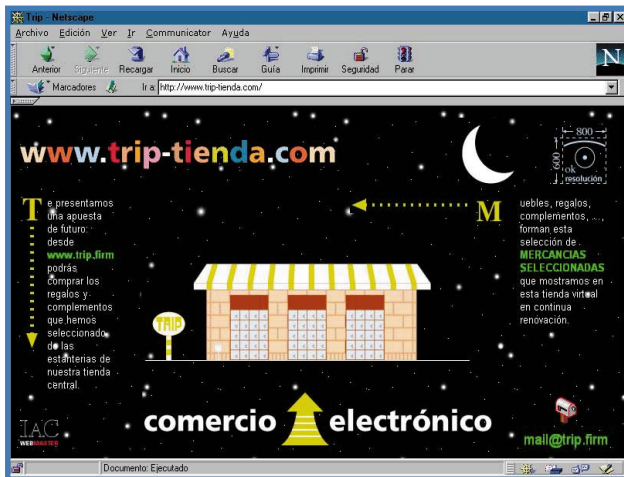 Trip - Netscape
Archivo Edición Ver Ir Communicator Ayuda
Anterior Siguiente Recargar Inicio Buscar Guía Imprimir Seguridad Parar
N
Marcadores Ir a: http://www.trip-tienda.com/
www.trip-tienda.com
800
600
ok
resolución
Te presentamos
una apuesta
de futuro:
desde
www.trip.firm
podrás
comprar los
regalos y
complementos
que hemos
seleccionado
de las
estanterias de
nuestra tienda
central.
Muebles, regalos,
complementos, ...,
forman esta
selección de
MERCANCIAS
SELECCIONADAS
que mostramos en
esta tienda virtual
en continua
renovación.
TRIP
comercio electrónico
IAC
WEBMASTER
mail@trip.firm
Documento: Ejecutado